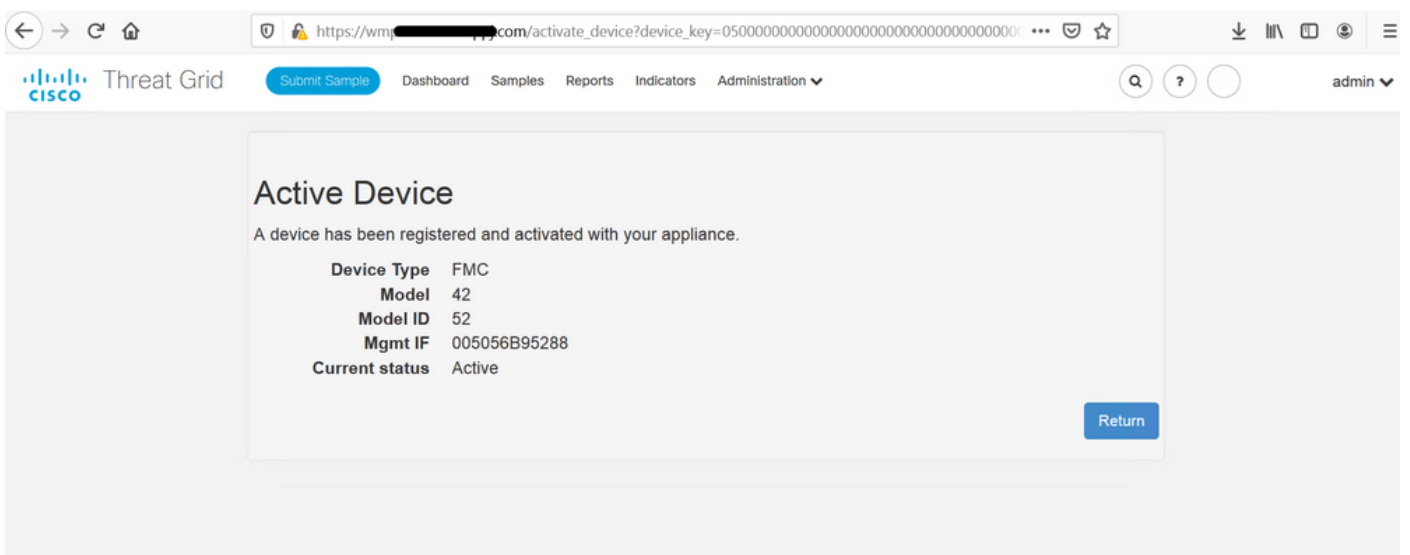 https://wmp com/activate_device?device_key=05000000000000000000000000000000000
CISCO Threat Grid Submit Sample Dashboard Samples Reports Indicators Administration ? admin
Active Device
A device has been registered and activated with your appliance.
Device Type FMC
Model 42
Model ID 52
Mgmt IF 005056B95288
Current status Active
Return